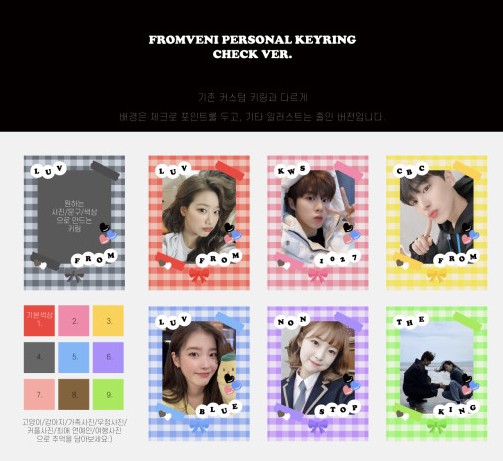 FROMVENI PERSONAL KEYRING
CHECK VER.
기존 커스텀 키링과 다르게
배경은 체크로 포인트를 두고, 기타 일러스트는 줄인 버전입니다.
LUV
원하는
사진/문구/색상
으로 만드는
키링
FROM
LUV
FROM
KWS
1027
CBC
FROM
기본색상
1.
2.
3.
4.
5.
6.
7.
8.
9.
고양이/강아지/가족사진/우정사진/
커플사진/최애 연예인/여행사진
으로 추억을 담아보세요:)
LUV
BLUE
NON
STOP
THE
KING